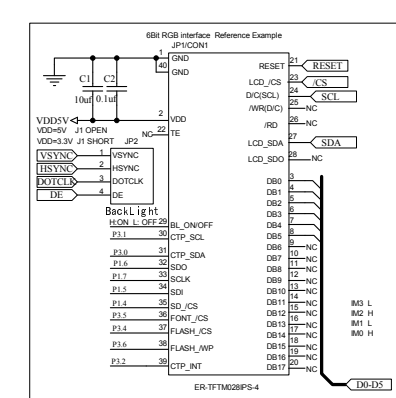 6Bit RGB interface Reference Example
JP1/CON1
1 GND
40 GND
C1 C2
10uf 0.1uf
VDD5V 2 VDD
VDD=5V J1 OPEN
VDD=3.3V J1 SHORT
NC 22 TE
JP2
VSYNC 1 VSYNC
HSYNC 2 HSYNC
DOTCLK 3 DOTCLK
DE 4 DE
BackLight
H:ON L: OFF 29 BL_ON/OFF
P3.1 30 CTP_SCL
P3.0 31 CTP_SDA
P1.6 32 SDO
P1.7 33 SCLK
P1.5 34 SDI
P1.4 35 SD_/CS
P3.5 36 FONT_/CS
P3.4 37 FLASH_/CS
P3.6 38 FLASH_/WP
P3.2 39 CTP_INT
RESET 21 RESET
LCD_/CS 23 /CS
D/C(SCL) 24 SCL
/WR(D/C) 25 NC
/RD 26 NC
LCD_SDA 27 SDA
LCD_SDO 28 NC
DB0 3
DB1 4
DB2 5
DB3 6
DB4 7
DB5 8
DB6 9 NC
DB7 10 NC
DB8 11 NC
DB9 12 NC
DB10 13 NC
DB11 14 NC IM3 L
DB12 15 NC IM2 H
DB13 16 NC IM1 L
DB14 17 NC IM0 H
DB15 18 NC
DB16 19 NC
DB17 20 NC
D0-D5
ER-TFTM028IPS-4